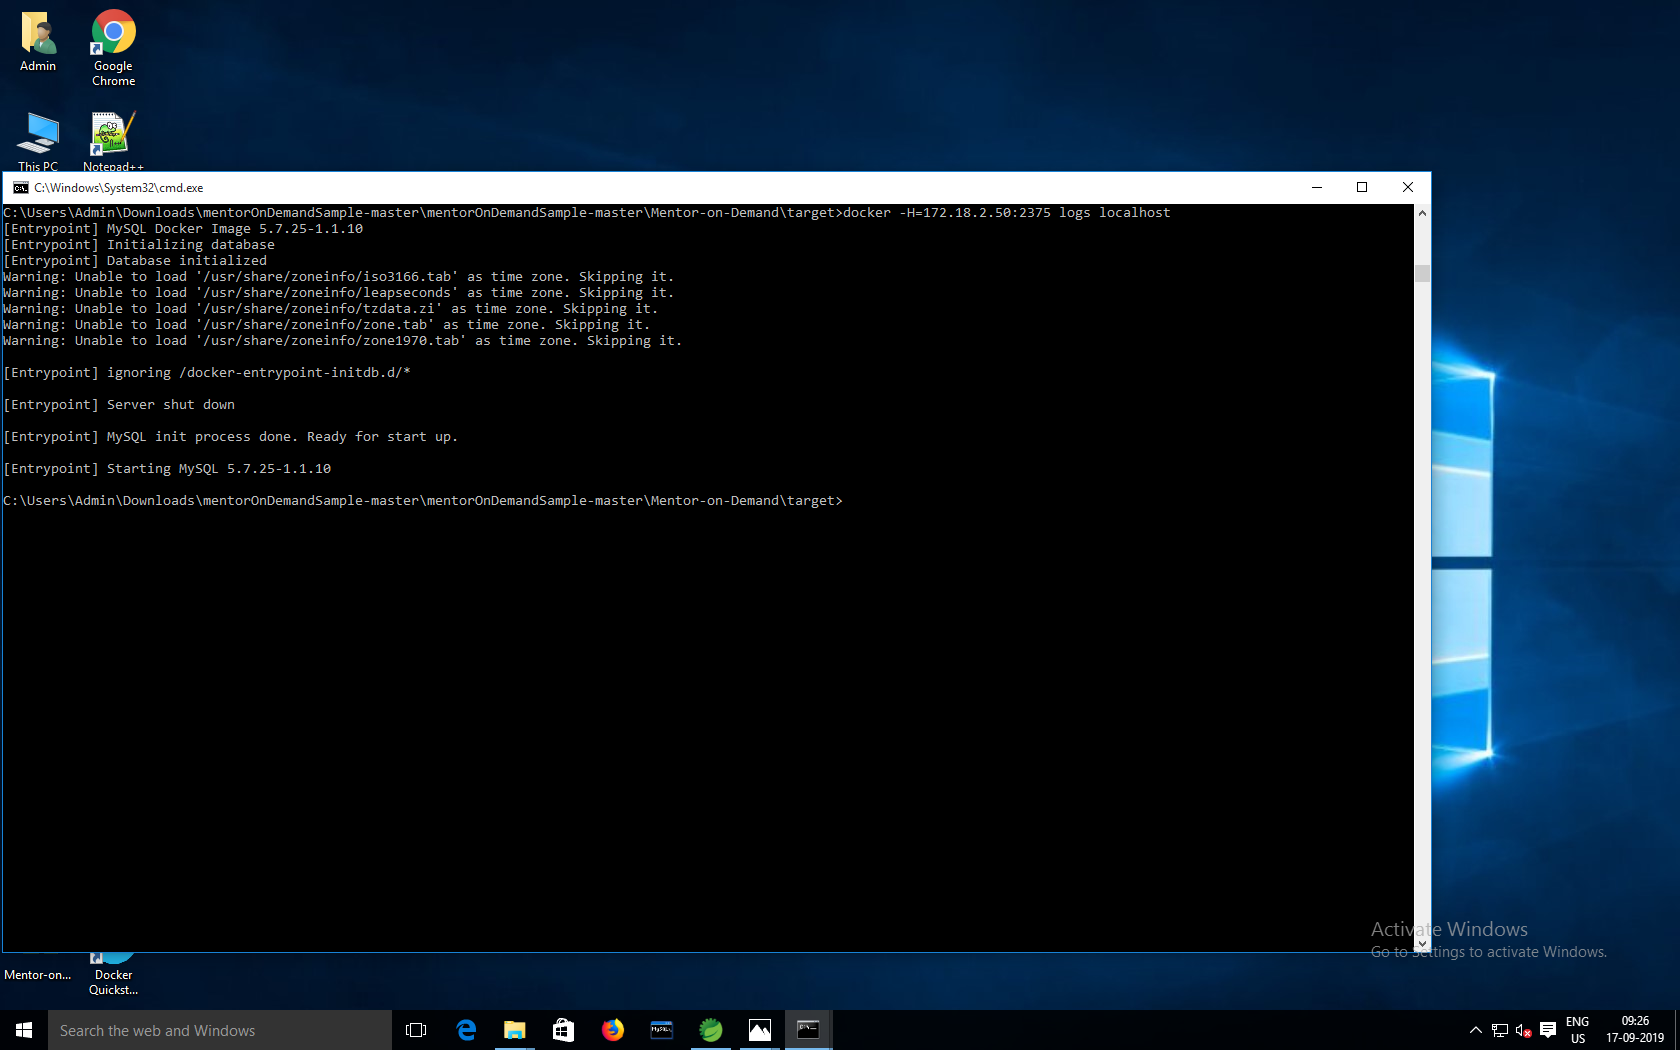 Admin
Google
Chrome
This PC
Notepad++
C:\Windows\System32\cmd.exe
C:\Users\Admin\Downloads\mentorOnDemandSample-master\mentorOnDemandSample-master\Mentor-on-Demand\target>docker -H=172.18.2.50:2375 logs localhost
[Entrypoint] MySQL Docker Image 5.7.25-1.1.10
[Entrypoint] Initializing database
[Entrypoint] Database initialized
Warning: Unable to load '/usr/share/zoneinfo/iso3166.tab' as time zone. Skipping it.
Warning: Unable to load '/usr/share/zoneinfo/leapseconds' as time zone. Skipping it.
Warning: Unable to load '/usr/share/zoneinfo/tzdata.zi' as time zone. Skipping it.
Warning: Unable to load '/usr/share/zoneinfo/zone.tab' as time zone. Skipping it.
Warning: Unable to load '/usr/share/zoneinfo/zone1970.tab' as time zone. Skipping it.
[Entrypoint] ignoring /docker-entrypoint-initdb.d/*
[Entrypoint] Server shut down
[Entrypoint] MySQL init process done. Ready for start up.
[Entrypoint] Starting MySQL 5.7.25-1.1.10
C:\Users\Admin\Downloads\mentorOnDemandSample-master\mentorOnDemandSample-master\Mentor-on-Demand\target>
Activate Windows
Go to Settings to activate Windows.
Mentor-on...
Docker
Quickst...
Search the web and Windows
ENG
US
09:26
17-09-2019